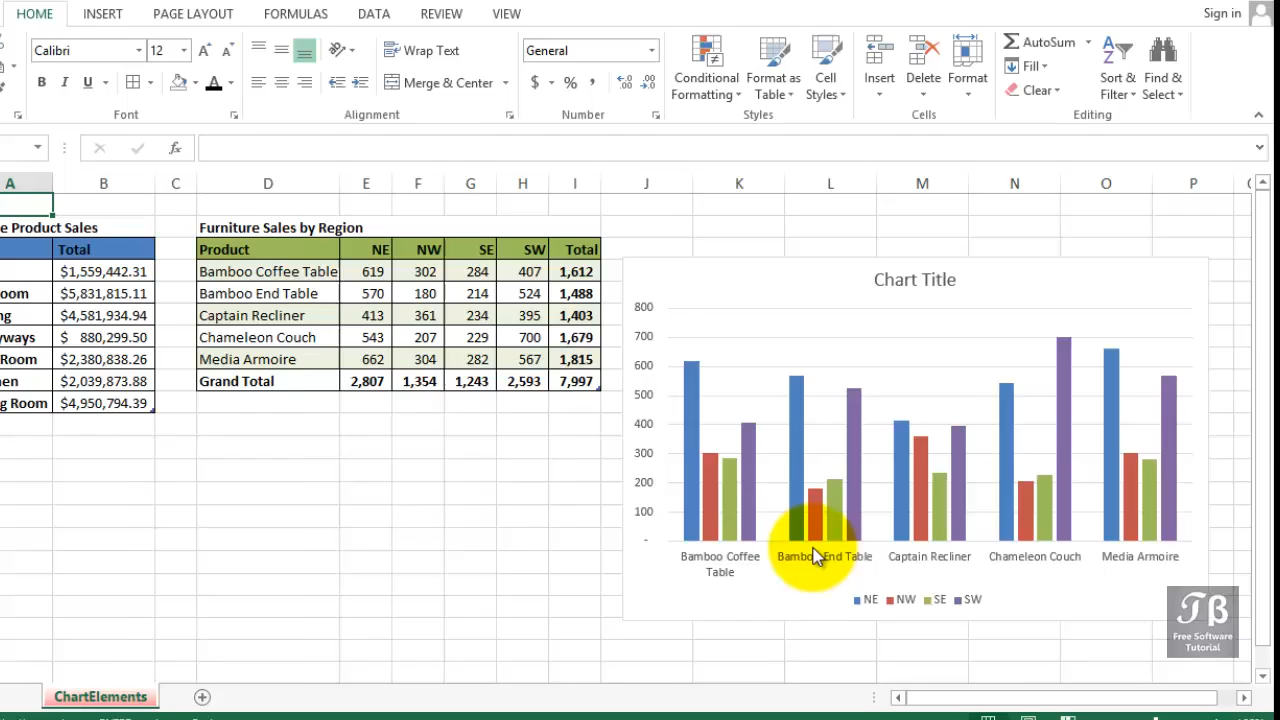 HOME INSERT PAGE LAYOUT FORMULAS DATA REVIEW VIEW Sign in
Calibri 12 A A Wrap Text General Conditional Formatting Format as Table Cell Styles Insert Delete Format AutoSum Fill Clear Sort & Filter Find & Select
B I U A Merge & Center $ % , .00
Font Alignment Number Styles Cells Editing
fx
A B C D E F G H I J K L M N O P
e Product Sales Furniture Sales by Region
Total Product NE NW SE SW Total
$1,559,442.31 Bamboo Coffee Table 619 302 284 407 1,612
oom $5,831,815.11 Bamboo End Table 570 180 214 524 1,488
ng $4,581,934.94 Captain Recliner 413 361 234 395 1,403
yways $ 880,299.50 Chameleon Couch 543 207 229 700 1,679
Room $2,380,838.26 Media Armoire 662 304 282 567 1,815
en $2,039,873.88 Grand Total 2,807 1,354 1,243 2,593 7,997
g Room $4,950,794.39
Chart Title
800
700
600
500
400
300
200
100
-
Bamboo Coffee Table Bamboo End Table Captain Recliner Chameleon Couch Media Armoire
NE NW SE SW
Free Software
Tutorial
ChartElements